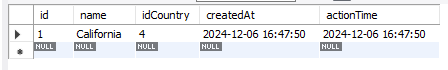 id name idCountry createdAt actionTime
1 California 4 2024-12-06 16:47:50 2024-12-06 16:47:50
NULL NULL NULL NULL NULL